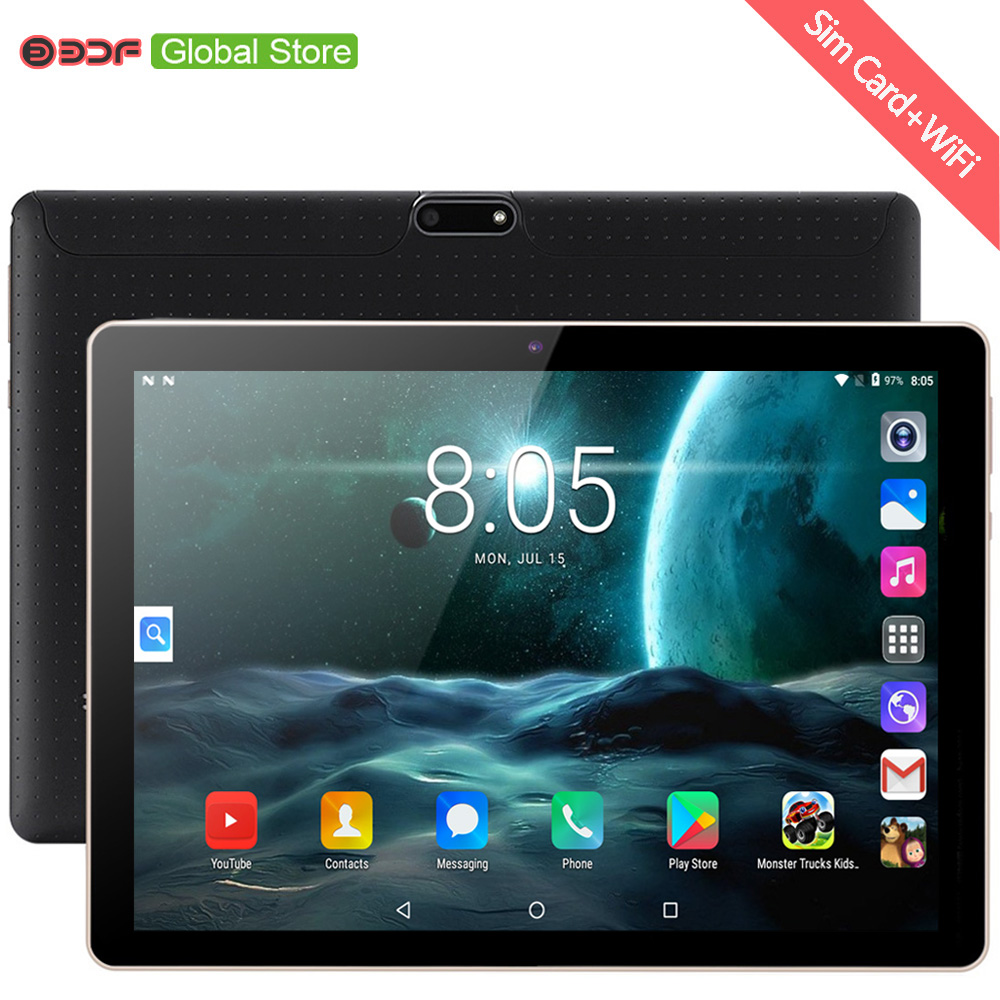 BDF Global Store
Sim Card+WiFi
N N
97% 8:05
8:05
MON, JUL 15
YouTube
Contacts
Messaging
Phone
Play Store
Monster Trucks Kids..